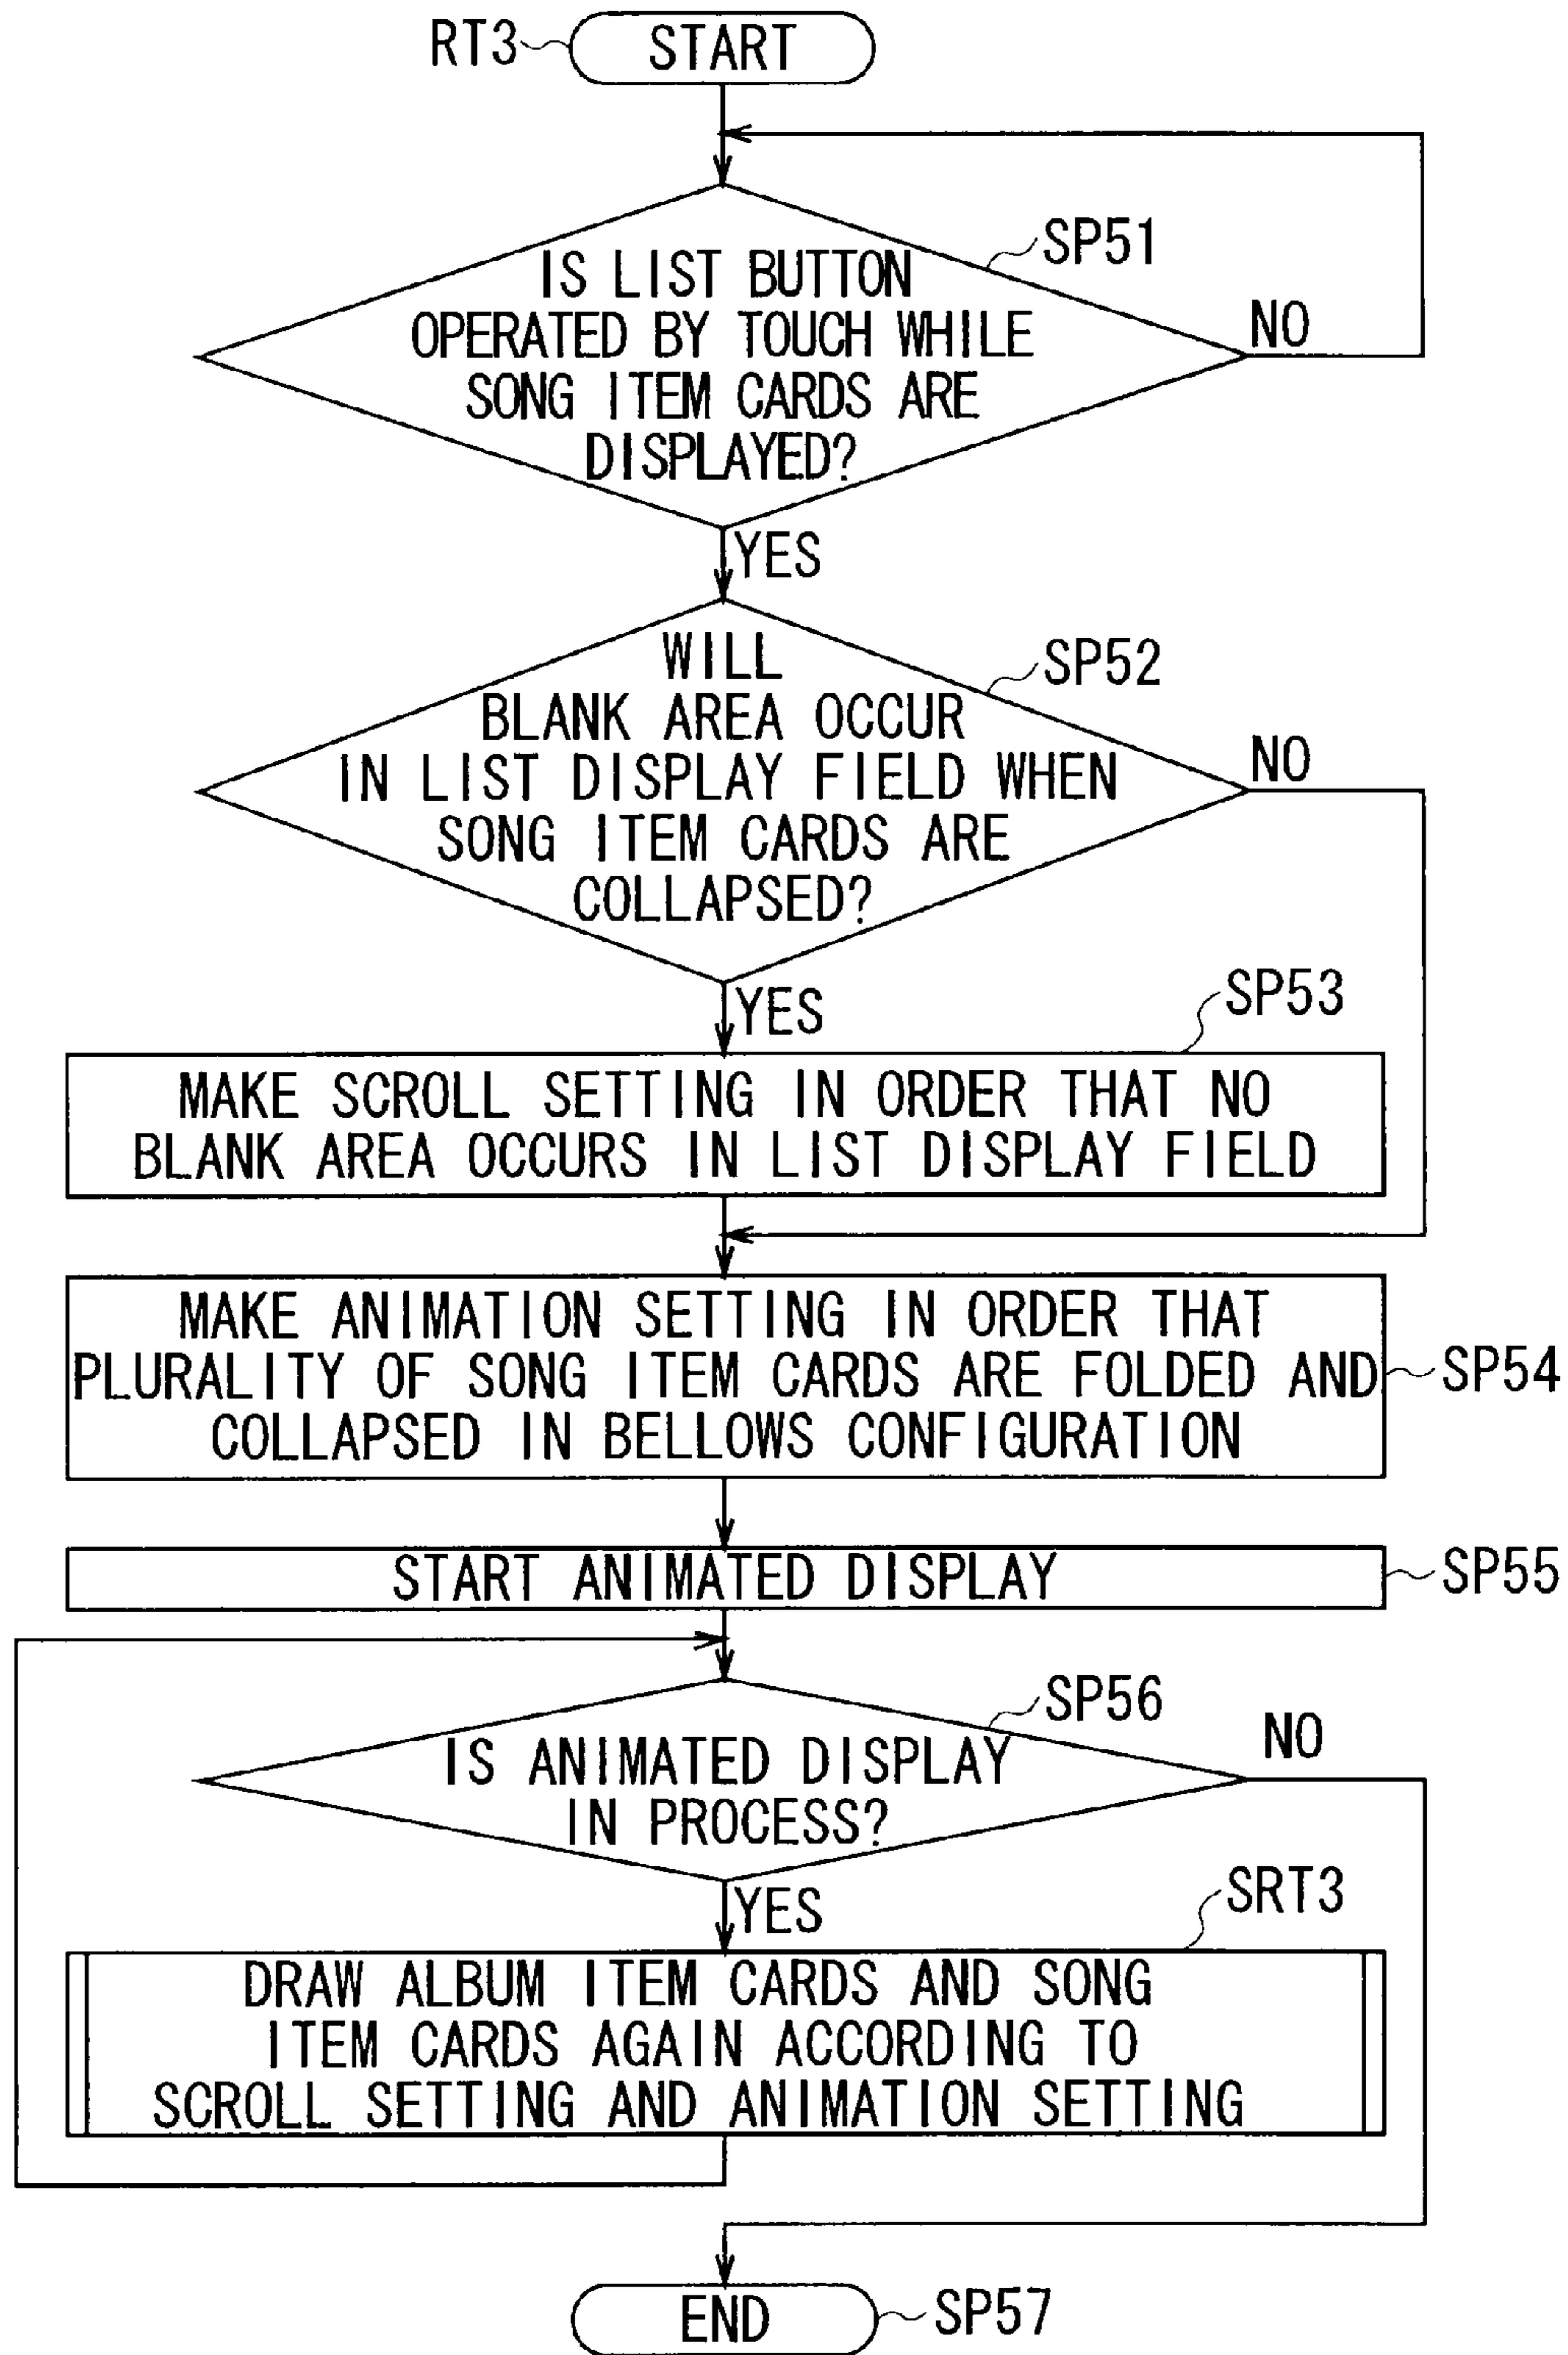 RT3
START
SP51
IS LIST BUTTON
OPERATED BY TOUCH WHILE
SONG ITEM CARDS ARE
DISPLAYED?
NO
YES
SP52
WILL
BLANK AREA OCCUR
IN LIST DISPLAY FIELD WHEN
SONG ITEM CARDS ARE
COLLAPSED?
NO
YES
SP53
MAKE SCROLL SETTING IN ORDER THAT NO
BLANK AREA OCCURS IN LIST DISPLAY FIELD
MAKE ANIMATION SETTING IN ORDER THAT
PLURALITY OF SONG ITEM CARDS ARE FOLDED AND
COLLAPSED IN BELLOWS CONFIGURATION
SP54
START ANIMATED DISPLAY
SP55
SP56
IS ANIMATED DISPLAY
IN PROCESS?
NO
YES
SRT3
DRAW ALBUM ITEM CARDS AND SONG
ITEM CARDS AGAIN ACCORDING TO
SCROLL SETTING AND ANIMATION SETTING
END
SP57